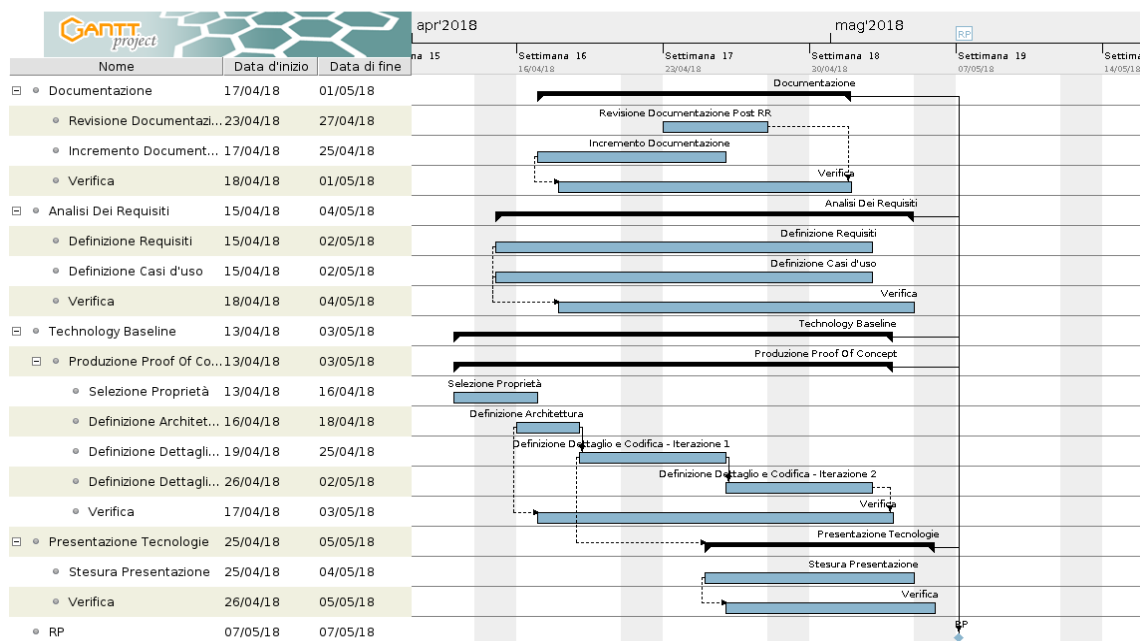 GANTT
project
apr'2018
mag'2018
RP
na 15
Settimana 16
Settimana 17
Settimana 18
Settimana 19
Settima
16/04/18
23/04/18
30/04/18
07/05/18
14/05/18
Nome
Data d'inizio
Data di fine
Documentazione 17/04/18 01/05/18
Documentazione
Revisione Documentazi... 23/04/18 27/04/18
Revisione Documentazione Post RR
Incremento Document... 17/04/18 25/04/18
Incremento Documentazione
Verifica 18/04/18 01/05/18
Verifica
Analisi Dei Requisiti 15/04/18 04/05/18
Analisi Dei Requisiti
Definizione Requisiti 15/04/18 02/05/18
Definizione Requisiti
Definizione Casi d'uso 15/04/18 02/05/18
Definizione Casi d'uso
Verifica 18/04/18 04/05/18
Verifica
Technology Baseline 13/04/18 03/05/18
Technology Baseline
Produzione Proof Of Co... 13/04/18 03/05/18
Produzione Proof Of Concept
Selezione Proprietà 13/04/18 16/04/18
Selezione Proprietà
Definizione Architet... 16/04/18 18/04/18
Definizione Architettura
Definizione Dettagli... 19/04/18 25/04/18
Definizione Dettaglio e Codifica - Iterazione 1
Definizione Dettagli... 26/04/18 02/05/18
Definizione Dettaglio e Codifica - Iterazione 2
Verifica 17/04/18 03/05/18
Verifica
Presentazione Tecnologie 25/04/18 05/05/18
Presentazione Tecnologie
Stesura Presentazione 25/04/18 04/05/18
Stesura Presentazione
Verifica 26/04/18 05/05/18
Verifica
RP 07/05/18 07/05/18
RP